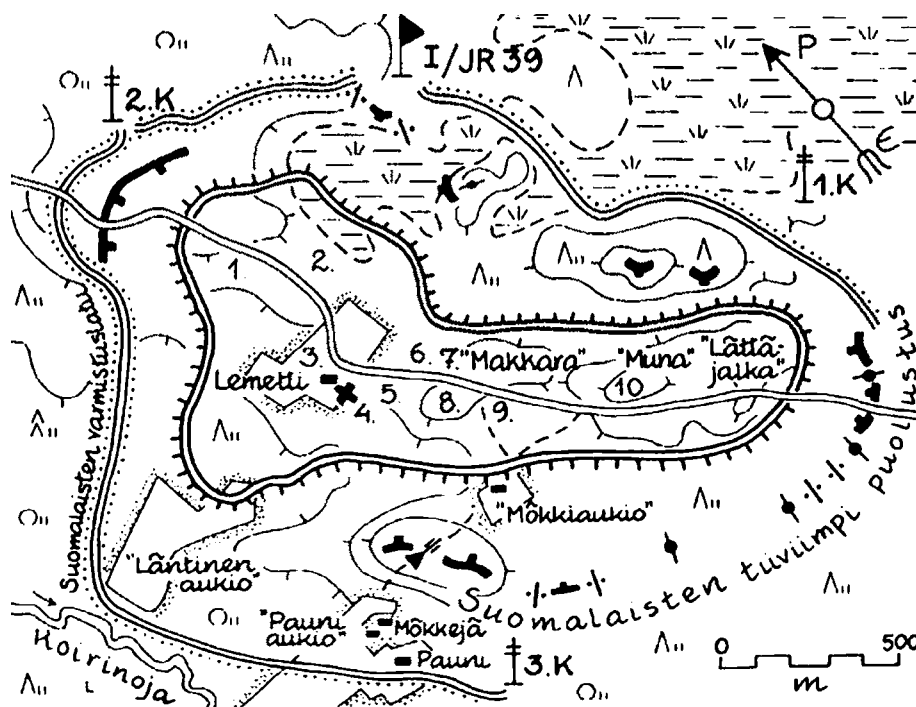 I/JR 39
P
E
2.K
1.K
1.
2.
3.
6. 7. "Makkara"
"Muna"
"Lättä-
jalka"
Lemetti
4.
5
8.
9.
10
Suomalaisten varmistuslatu
"Mökkiaukio"
"Läntinen
aukio"
Suomalaisten tiiviimpi puolustus
"Pauni
aukio"
Mökkejä
Pauni
3.K
Koirinoja
0
500
m